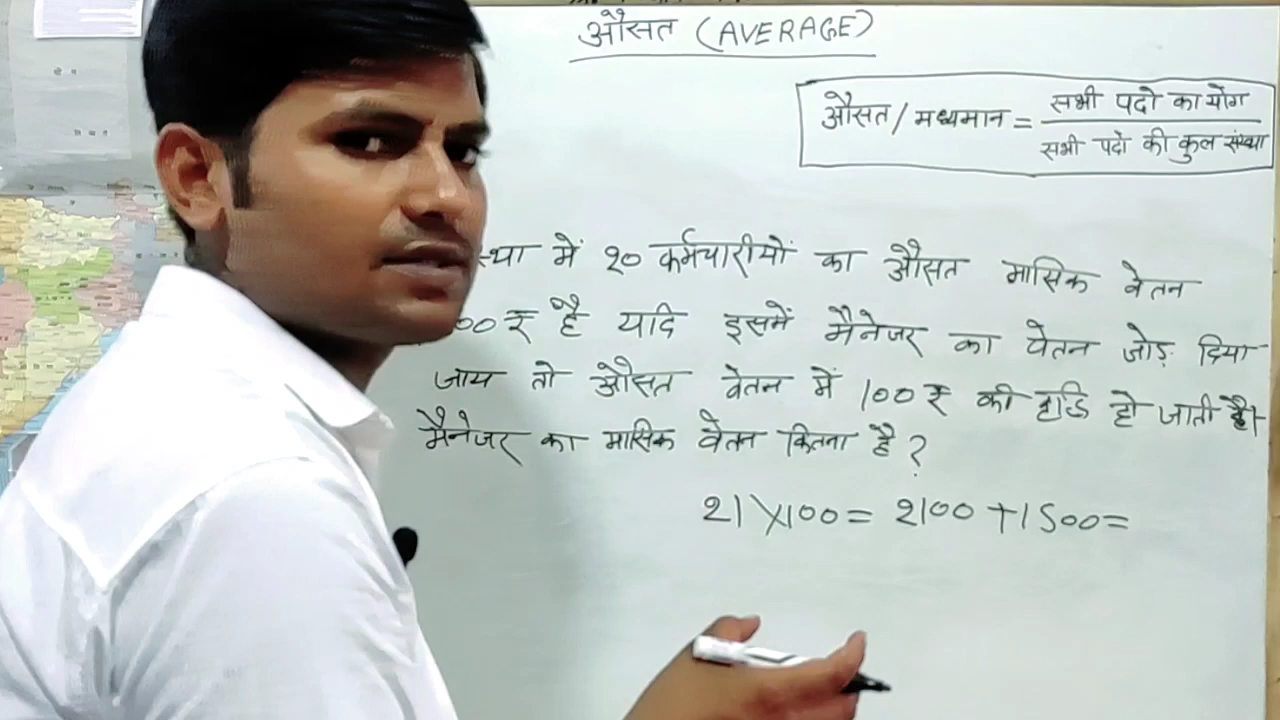 औसत (AVERAGE)
औसत / मध्यमान = सभी पदो का योग
सभी पदो की कुल संख्या
में २० कर्मचारीयों का औसत मासिक वेतन
₹ है यदि इसमें मैनेजर का वेतन जोड़ दिया
जाय तो औसत वेतन में 100 ₹ की हो जाती है।
मैनेजर का मासिक वेतन कितना है ?
21 X 100 = 2100 + 1500 =